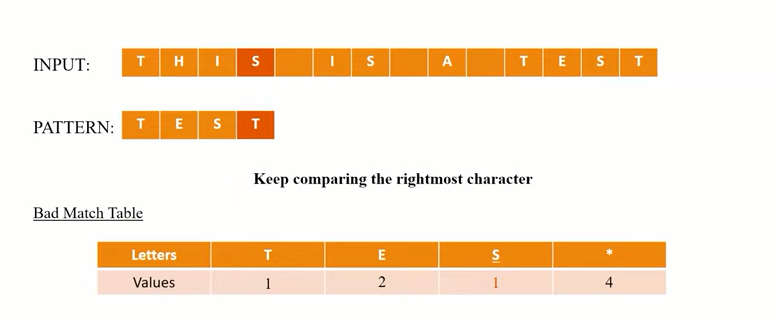 INPUT: T H I S I S A T E S T
PATTERN: T E S T
Keep comparing the rightmost character
Bad Match Table
Letters T E S *
Values 1 2 1 4